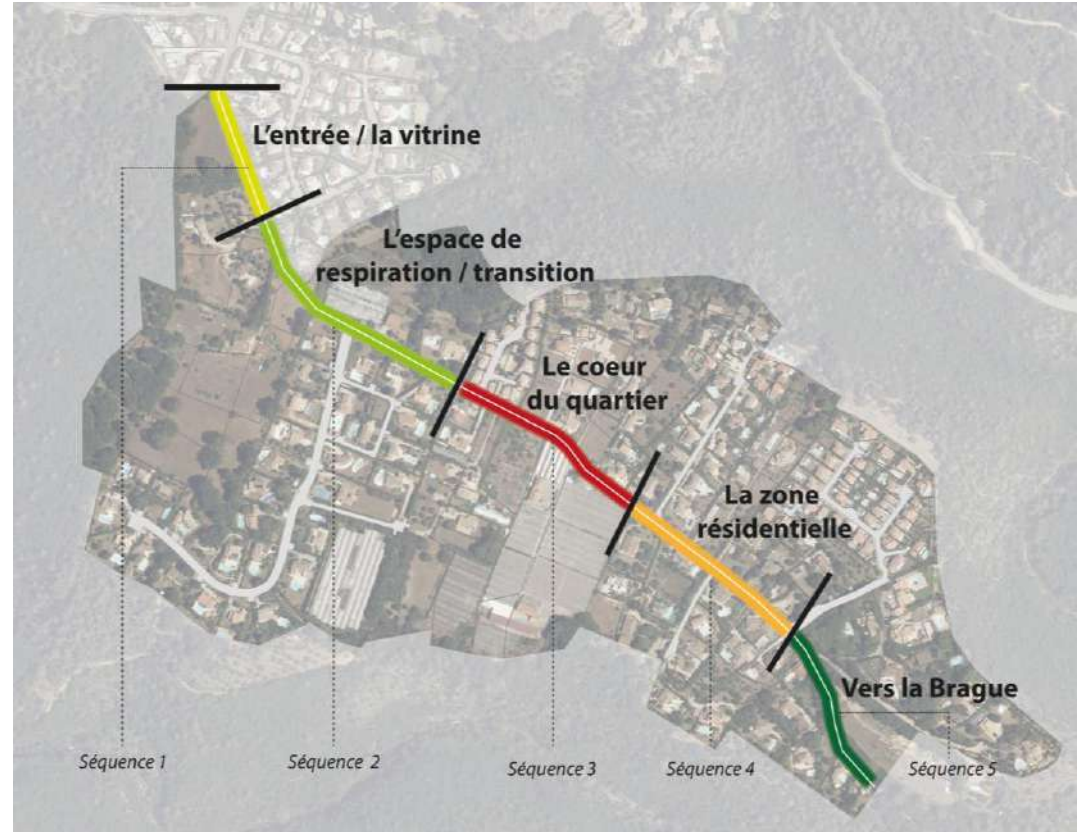 L'entrée / la vitrine
L'espace de
respiration / transition
Le coeur
du quartier
La zone
résidentielle
Vers la Brague
Séquence 1
Séquence 2
Séquence 3
Séquence 4
Séquence 5